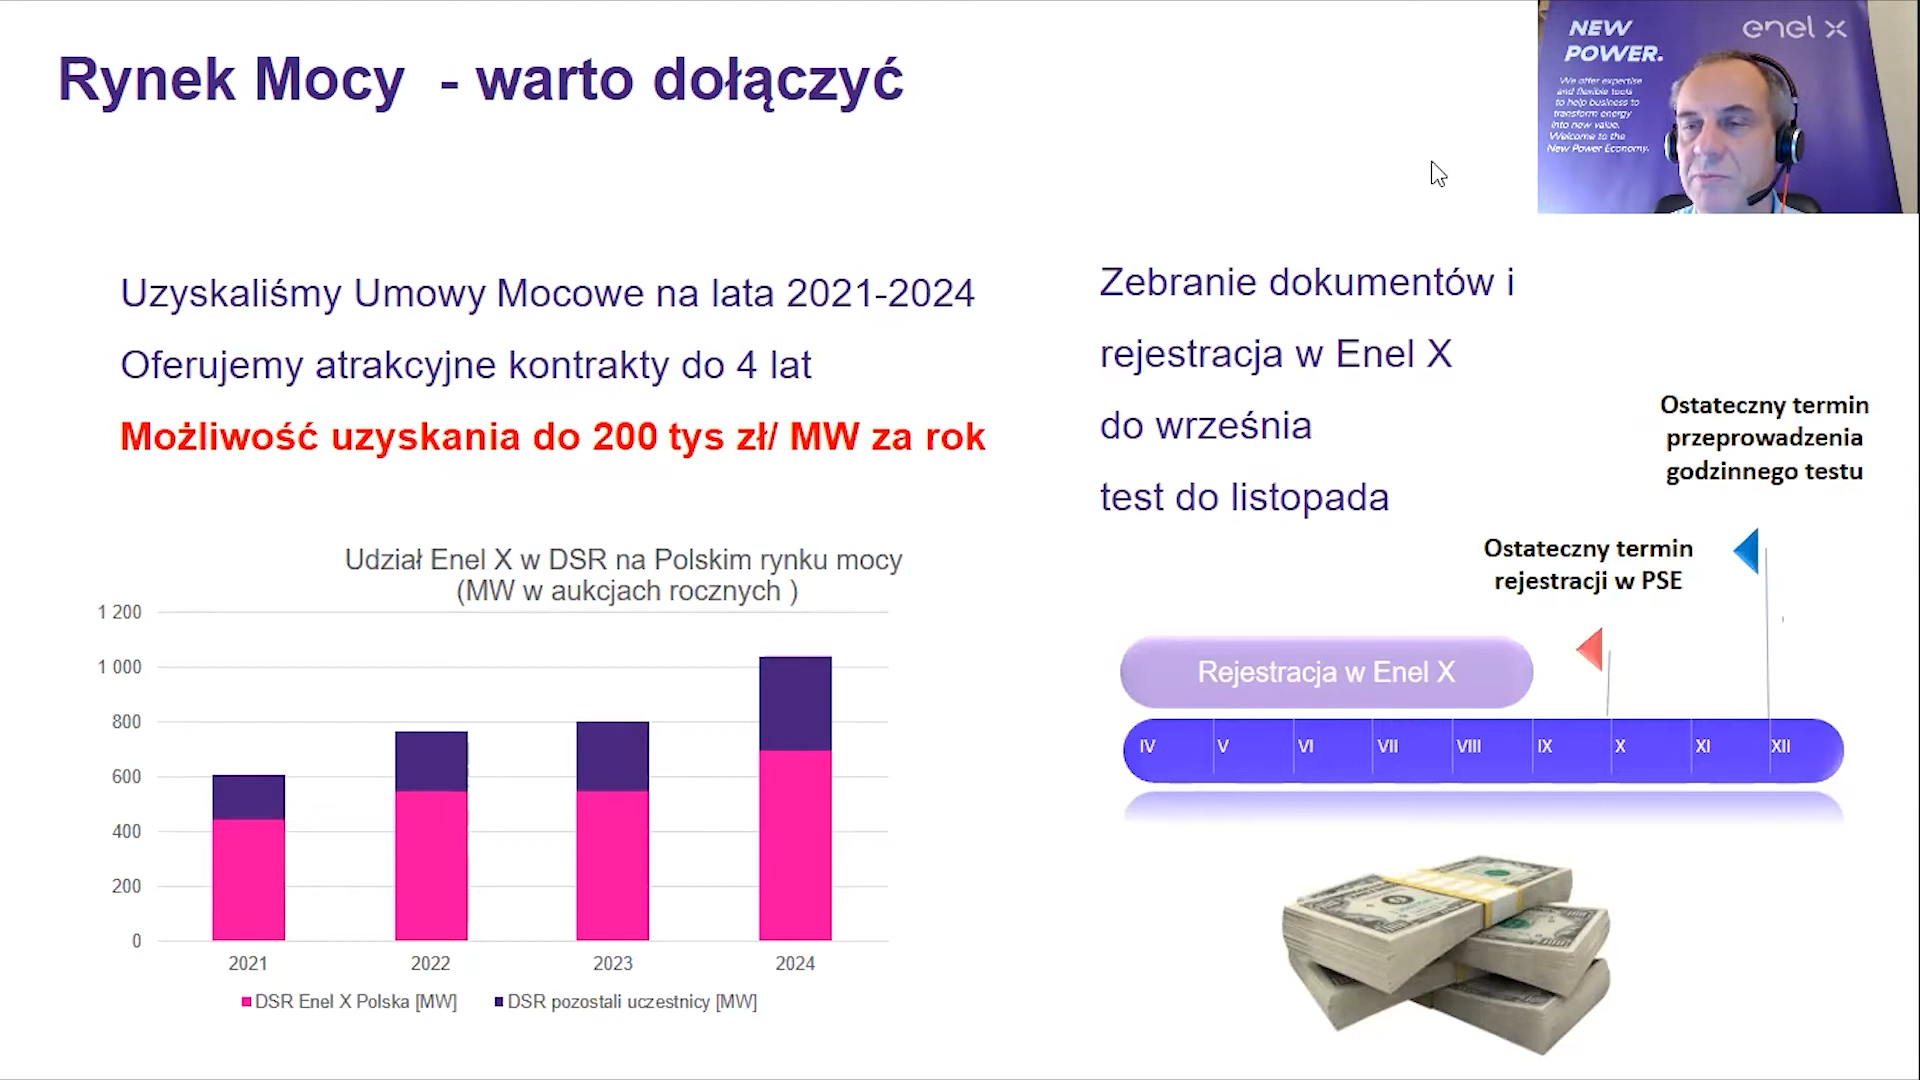 Rynek Mocy - warto dołączyć
NEW
POWER.
enel x
We offer expertise
and flexible tools
to help business to
transform energy
into new value.
Welcome to the
New Power Economy.
Uzyskaliśmy Umowy Mocowe na lata 2021-2024
Oferujemy atrakcyjne kontrakty do 4 lat
Możliwość uzyskania do 200 tys zł/ MW za rok
Zebranie dokumentów i
rejestracja w Enel X
do września
test do listopada
Ostateczny termin
przeprowadzenia
godzinnego testu
Ostateczny termin
rejestracji w PSE
Rejestracja w Enel X
IV V VI VII VIII IX X XI XII
Udział Enel X w DSR na Polskim rynku mocy
(MW w aukcjach rocznych )
1 200
1 000
800
600
400
200
0
2021 2022 2023 2024
DSR Enel X Polska [MW] DSR pozostali uczestnicy [MW]